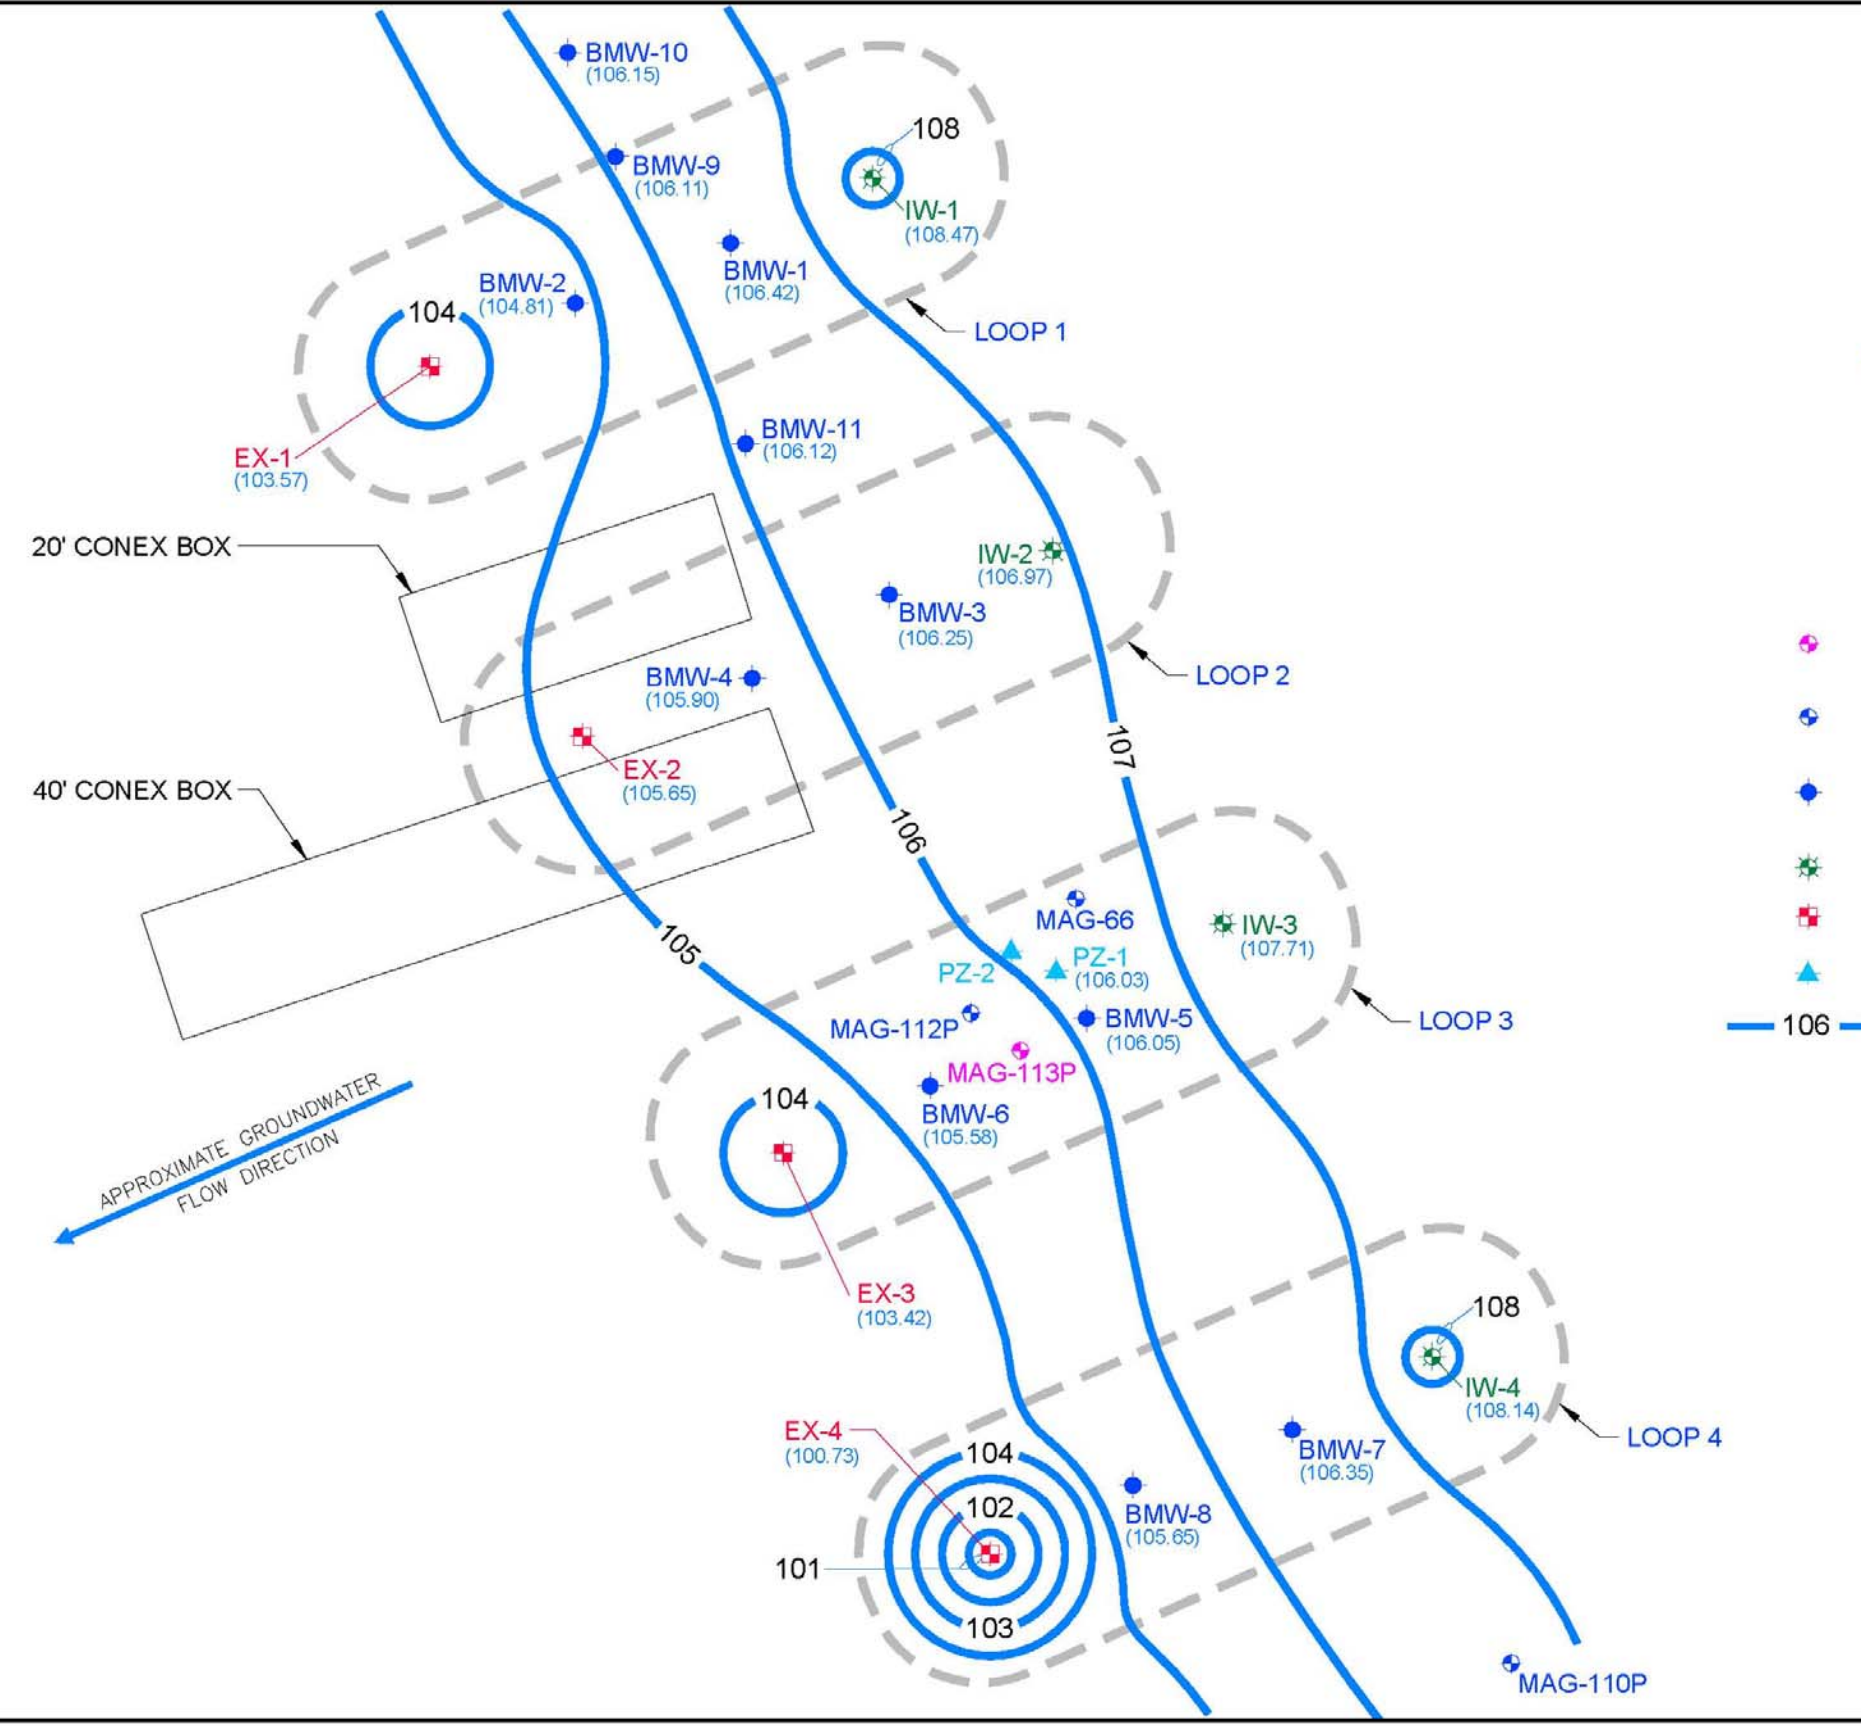 BMW-10
(106.15)
108
BMW-9
(106.11)
IW-1
(108.47)
BMW-1
(106.42)
BMW-2
(104.81)
104
LOOP 1
EX-1
(103.57)
BMW-11
(106.12)
20' CONEX BOX
IW-2
(106.97)
BMW-3
(106.25)
BMW-4
(105.90)
LOOP 2
EX-2
(105.65)
107
40' CONEX BOX
106
MAG-66
IW-3
(107.71)
105
PZ-2
PZ-1
(106.03)
MAG-112P
BMW-5
(106.05)
LOOP 3
106
MAG-113P
BMW-6
(105.58)
104
APPROXIMATE GROUNDWATER
FLOW DIRECTION
EX-3
(103.42)
108
IW-4
(108.14)
EX-4
(100.73)
LOOP 4
BMW-7
(106.35)
104
102
BMW-8
(105.65)
101
103
MAG-110P